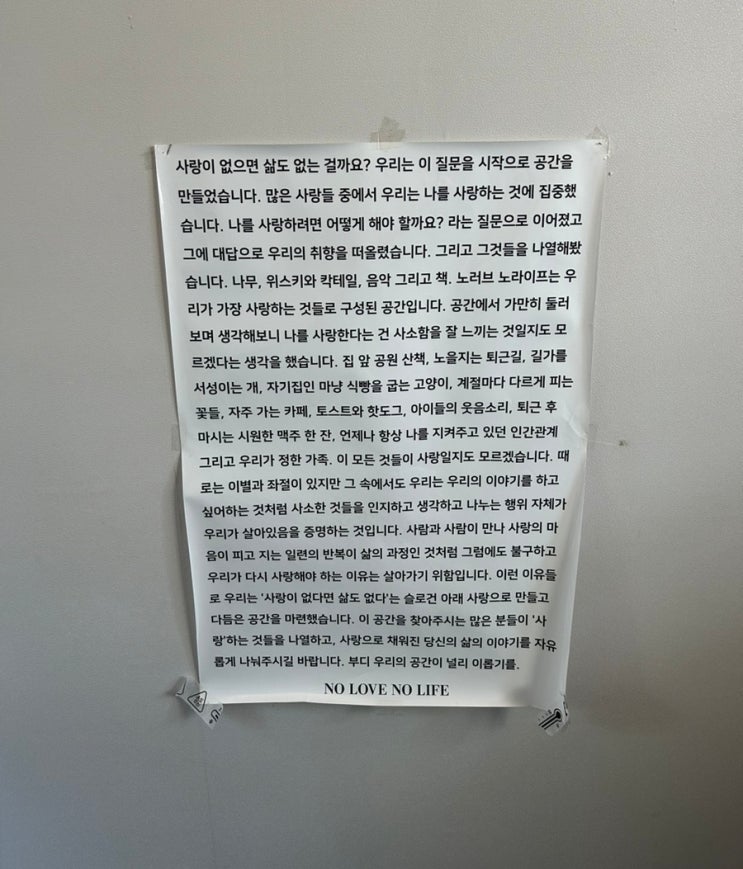 사랑이 없으면 삶도 없는 걸까요? 우리는 이 질문을 시작으로 공간을
만들었습니다. 많은 사랑들 중에서 우리는 나를 사랑하는 것에 집중했
습니다. 나를 사랑하려면 어떻게 해야 할까요? 라는 질문으로 이어졌고
그에 대답으로 우리의 취향을 떠올렸습니다. 그리고 그것들을 나열해봤
습니다. 나무, 위스키와 칵테일, 음악 그리고 책. 노러브 노라이프는 우
리가 가장 사랑하는 것들로 구성된 공간입니다. 공간에서 가만히 둘러
보며 생각해보니 나를 사랑한다는 건 사소함을 잘 느끼는 것일지도 모
르겠다는 생각을 했습니다. 집 앞 공원 산책, 노을지는 퇴근길, 길가를
서성이는 개, 자기집인 마냥 식빵을 굽는 고양이, 계절마다 다르게 피는
꽃들, 자주 가는 카페, 토스트와 핫도그, 아이들의 웃음소리, 퇴근 후
마시는 시원한 맥주 한 잔, 언제나 항상 나를 지켜주고 있던 인간관계
그리고 우리가 정한 가족. 이 모든 것들이 사랑일지도 모르겠습니다. 때
로는 이별과 좌절이 있지만 그 속에서도 우리는 우리의 이야기를 하고
싶어하는 것처럼 사소한 것들을 인지하고 생각하고 나누는 행위 자체가
우리가 살아있음을 증명하는 것입니다. 사람과 사람이 만나 사랑의 마
음이 피고 지는 일련의 반복이 삶의 과정인 것처럼 그럼에도 불구하고
우리가 다시 사랑해야 하는 이유는 살아가기 위함입니다. 이런 이유들
로 우리는 '사랑이 없다면 삶도 없다'는 슬로건 아래 사랑으로 만들고
다듬은 공간을 마련했습니다. 이 공간을 찾아주시는 많은 분들이 '사
랑'하는 것들을 나열하고, 사랑으로 채워진 당신의 삶의 이야기를 자유
롭게 나눠주시길 바랍니다. 부디 우리의 공간이 널리 이롭기를.
NO LOVE NO LIFE